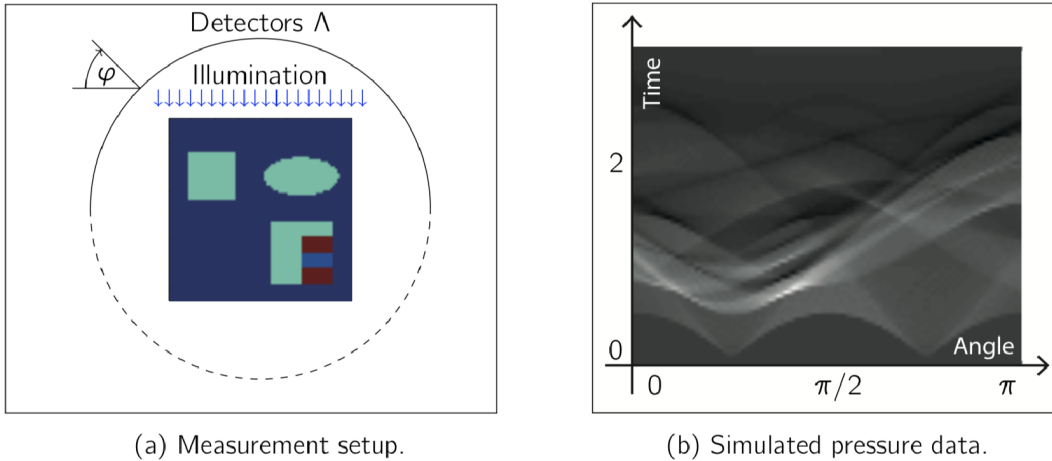 Detectors Λ
φ
Illumination
(a) Measurement setup.
Time
2
0
Angle
0 π/2 π
(b) Simulated pressure data.